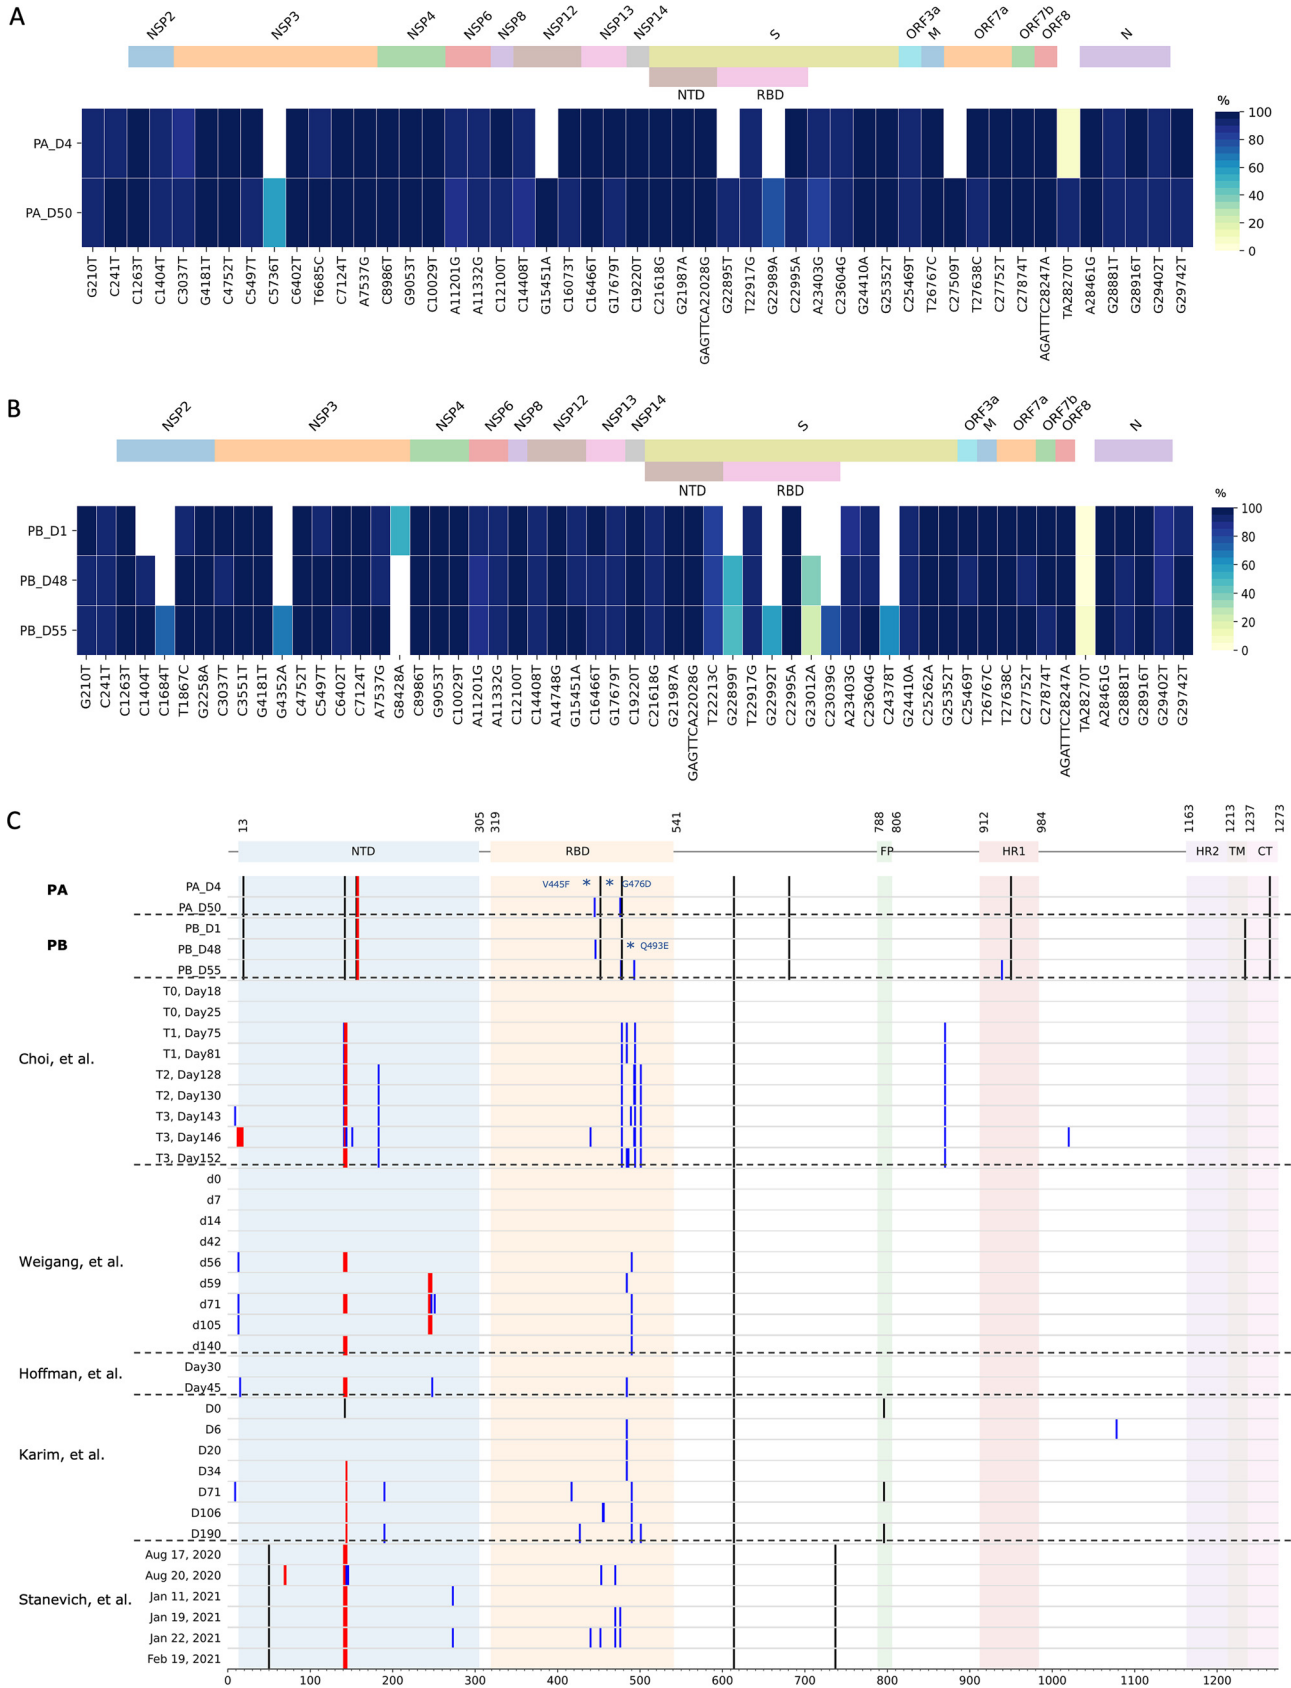 A
NSP2 NSP3 NSP4 NSP6 NSP8 NSP12 NSP13 NSP14 S ORF3a M ORF7a ORF7b ORF8 N
NTD RBD
%
PA_D4
PA_D50
100
80
60
40
20
0
G210T C241T C1263T C1404T C3037T G4181T C4752T C5497T C5736T C6402T T6685C C7124T A7537G C8986T G9053T C10029T A11201G A11332G C12100T C14408T G15451A C16073T C16466T G17679T C19220T C21618G G21987A GAGTTCA22028G G22895T T22917G G22989A C22995A A23403G C23604G G24410A G25352T C25469T T26767C C27509T T27638C C27752T C27874T AGATTTC28247A TA28270T A28461G G28881T G28916T G29402T G29742T
B
NSP2 NSP3 NSP4 NSP6 NSP8 NSP12 NSP13 NSP14 S ORF3a M ORF7a ORF7b ORF8 N
NTD RBD
%
PB_D1
PB_D48
PB_D55
100
80
60
40
20
0
G210T C241T C1263T C1404T C1684T T1867C G2258A C3037T C3551T G4181T G4352A C4752T C5497T C6402T C7124T A7537G G8428A C8986T G9053T C10029T A11201G A11332G C12100T C14408T A14748G G15451A C16466T G17679T C19220T C21618G G21987A GAGTTCA22028G T22213C G22899T T22917G G22992T C22995A G23012A C23039G A23403G C23604G C24378T G24410A C25262A G25352T C25469T T26767C T27638C C27752T C27874T AGATTTC28247A TA28270T A28461G G28881T G28916T G29402T G29742T
C
13 305 319 541 788 806 912 984 1163 1213 1237 1273
NTD RBD FP HR1 HR2 TM CT
PA
PA_D4 V445F * * G476D
PA_D50
PB
PB_D1
PB_D48 * Q493E
PB_D55
T0, Day18
T0, Day25
T1, Day75
Choi, et al.
T1, Day81
T2, Day128
T2, Day130
T3, Day143
T3, Day146
T3, Day152
d0
d7
d14
d42
Weigang, et al.
d56
d59
d71
d105
d140
Hoffman, et al.
Day30
Day45
D0
D6
Karim, et al.
D20
D34
D71
D106
D190
Aug 17, 2020
Aug 20, 2020
Stanevich, et al.
Jan 11, 2021
Jan 19, 2021
Jan 22, 2021
Feb 19, 2021
0 100 200 300 400 500 600 700 800 900 1000 1100 1200